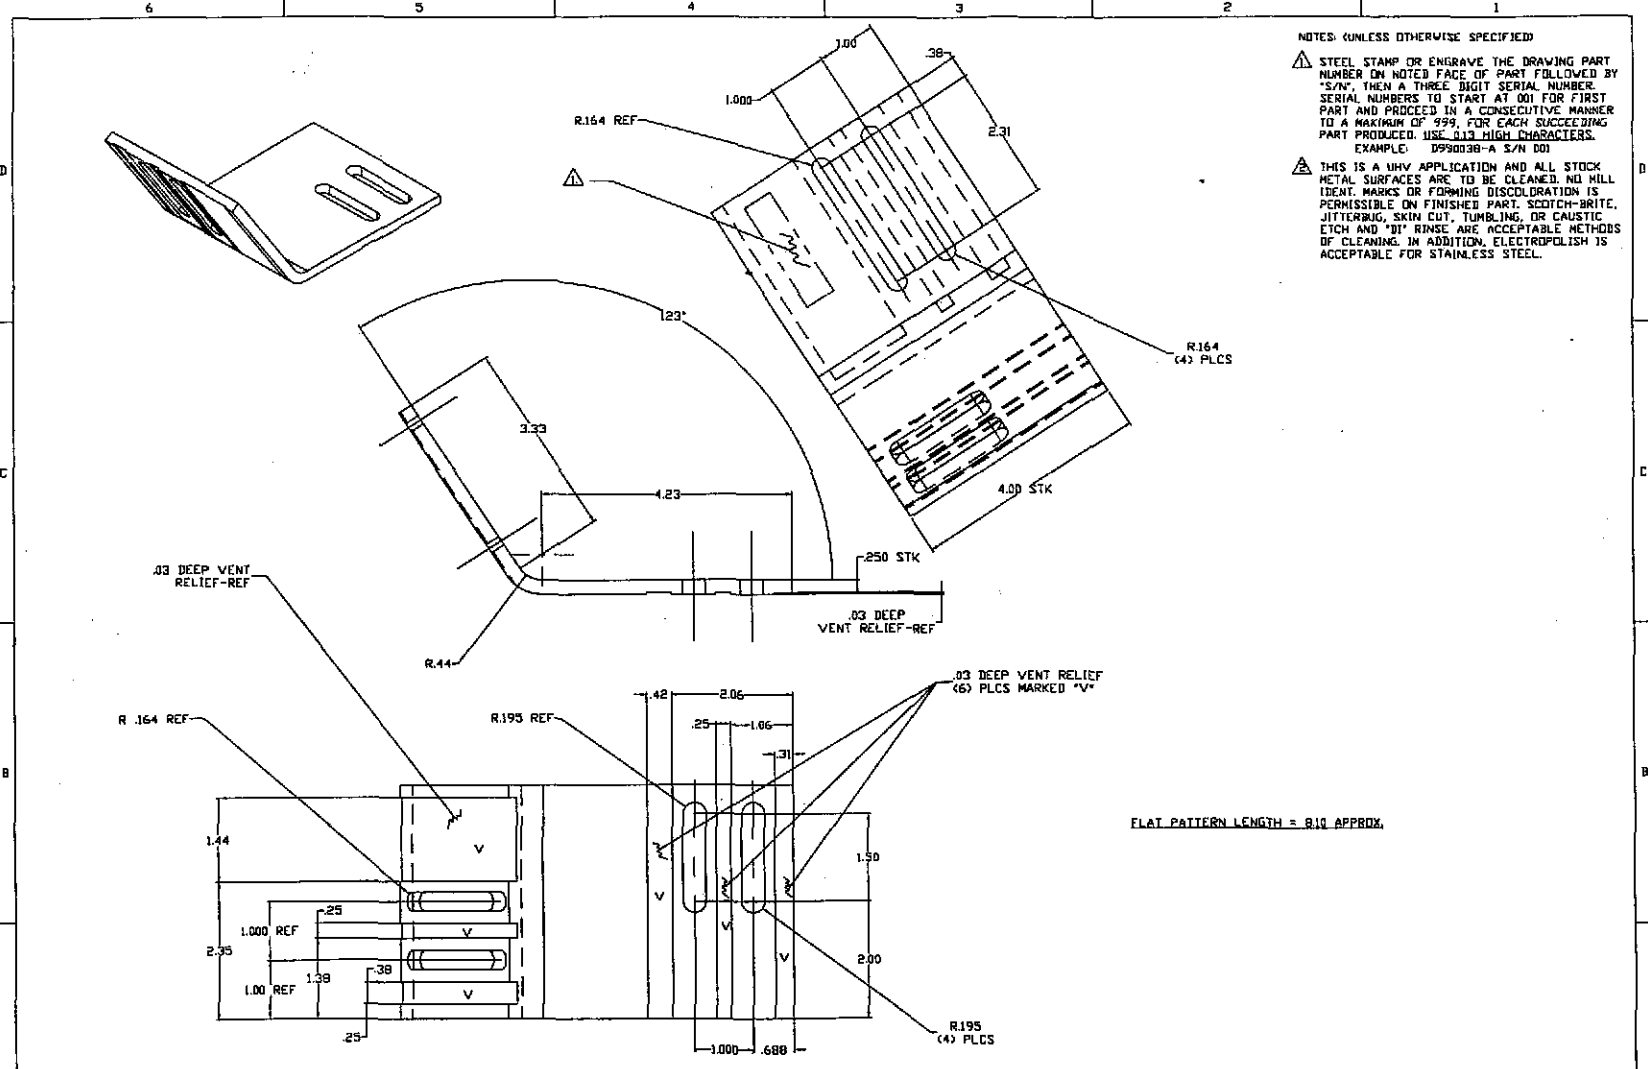 6 5 4 3 2 1
NOTES: (UNLESS OTHERWISE SPECIFIED)
1 STEEL STAMP OR ENGRAVE THE DRAWING PART
NUMBER ON NOTED FACE OF PART FOLLOWED BY
"S/N", THEN A THREE DIGIT SERIAL NUMBER.
SERIAL NUMBERS TO START AT 001 FOR FIRST
PART AND PROCEED IN A CONSECUTIVE MANNER
TO A MAXIMUM OF 999, FOR EACH SUCCEEDING
PART PRODUCED. USE 0.13 HIGH CHARACTERS.
EXAMPLE: D990038-A S/N 001
2 THIS IS A UHV APPLICATION AND ALL STOCK
METAL SURFACES ARE TO BE CLEANED. NO MILL
IDENT. MARKS OR FORMING DISCOLORATION IS
PERMISSIBLE ON FINISHED PART. SCOTCH-BRITE,
JITTERBUG, SKIN CUT, TUMBLING, OR CAUSTIC
ETCH AND "DI" RINSE ARE ACCEPTABLE METHODS
OF CLEANING. IN ADDITION, ELECTROPOLISH IS
ACCEPTABLE FOR STAINLESS STEEL.
D
D
1.00
.38
1.000
R.164 REF
2.31
1
123°
R.164
(4) PLCS
3.33
C
C
4.23
4.00 STK
.250 STK
.03 DEEP VENT
RELIEF-REF
.03 DEEP
VENT RELIEF-REF
R.44
.03 DEEP VENT RELIEF
(6) PLCS MARKED "V"
.42
2.06
R .164 REF
R.195 REF
.25
1.06
.31
B
B
FLAT PATTERN LENGTH = 8.10 APPROX.
1.44
V
1.50
V
.25
1.000 REF
V
V
2.35
.38
1.38
1.00 REF
V
V
2.00
.25
R.195
(4) PLCS
1.000
.688